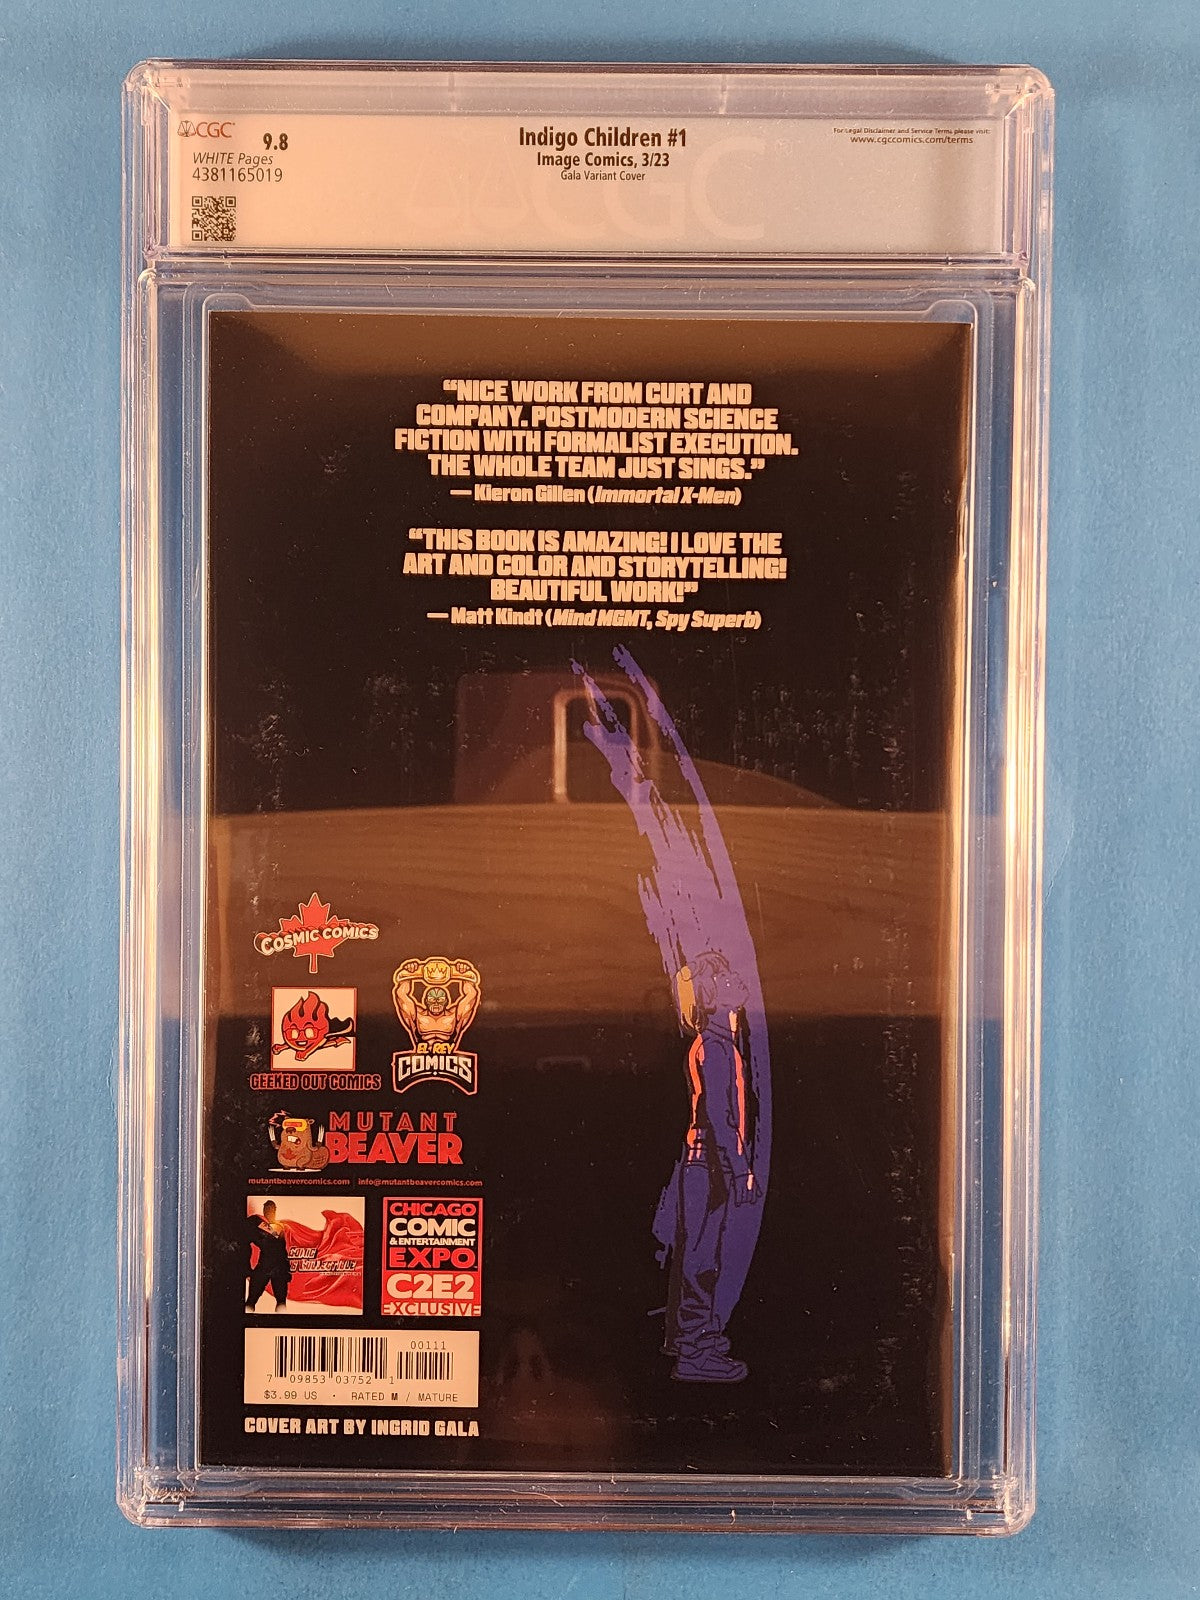 CGC
9.8
WHITE Pages
4381165019
Indigo Children #1
Image Comics, 3/23
Gala Variant Cover
For Legal Disclaimer and Service Terms please visit:
www.cgccomics.com/terms
CGC
“NICE WORK FROM CURT AND
COMPANY. POSTMODERN SCIENCE
FICTION WITH FORMALIST EXECUTION.
THE WHOLE TEAM JUST SINGS.”
— Kieron Gillen (Immortal X-Men)
“THIS BOOK IS AMAZING! I LOVE THE
ART AND COLOR AND STORYTELLING!
BEAUTIFUL WORK!”
— Matt Kindt (Mind MGMT, Spy Superb)
COSMIC COMICS
GEEKED OUT COMICS
EL REY
COMICS
MUTANT
BEAVER
mutantbeavercomics.com | info@mutantbeavercomics.com
COMIC
CHICAGO
COMIC
& ENTERTAINMENT
EXPO
C2E2
EXCLUSIVE
00111
7 09853 03752 1
$3.99 US · RATED M / MATURE
COVER ART BY INGRID GALA